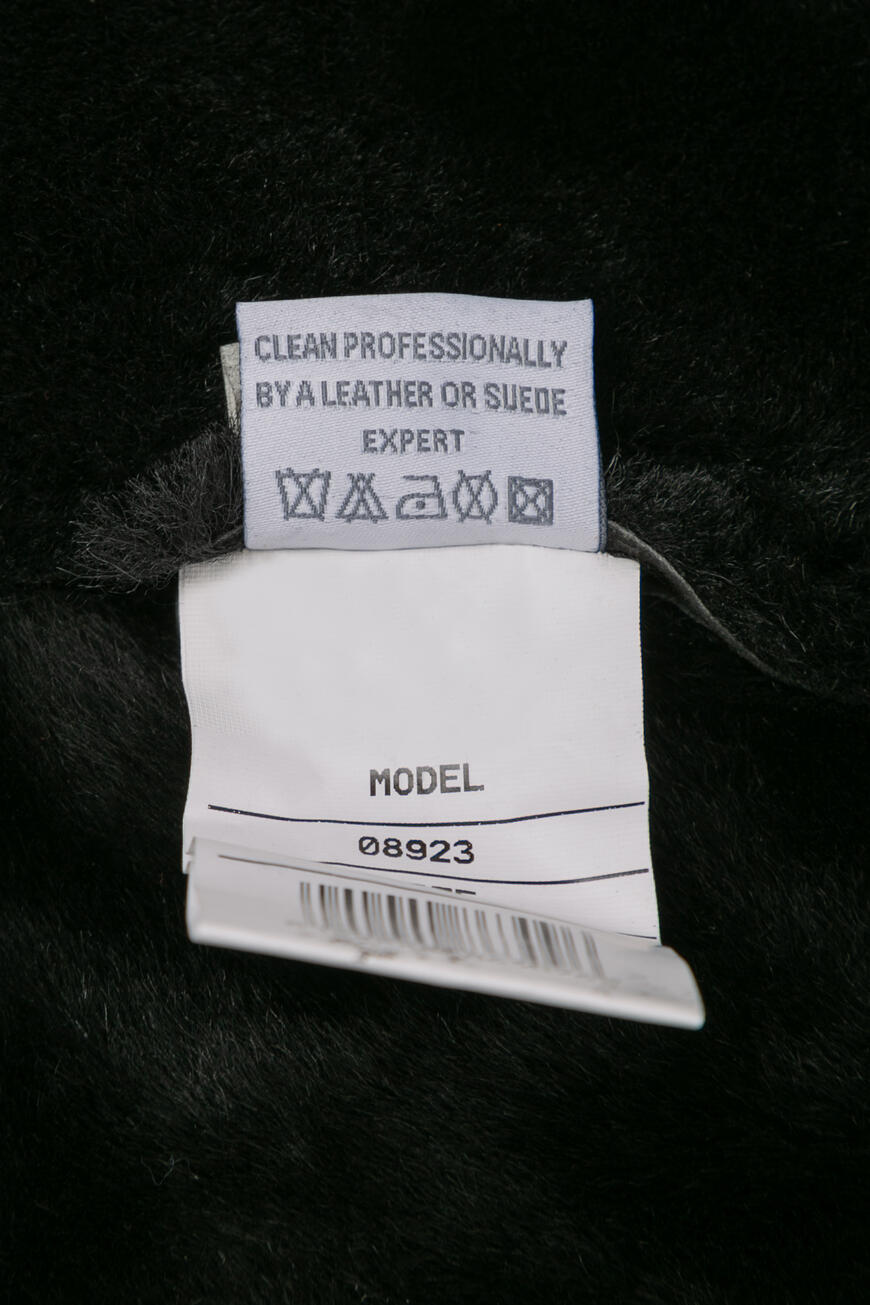 CLEAN PROFESSIONALLY
BY A LEATHER OR SUEDE
EXPERT
MODEL
08923